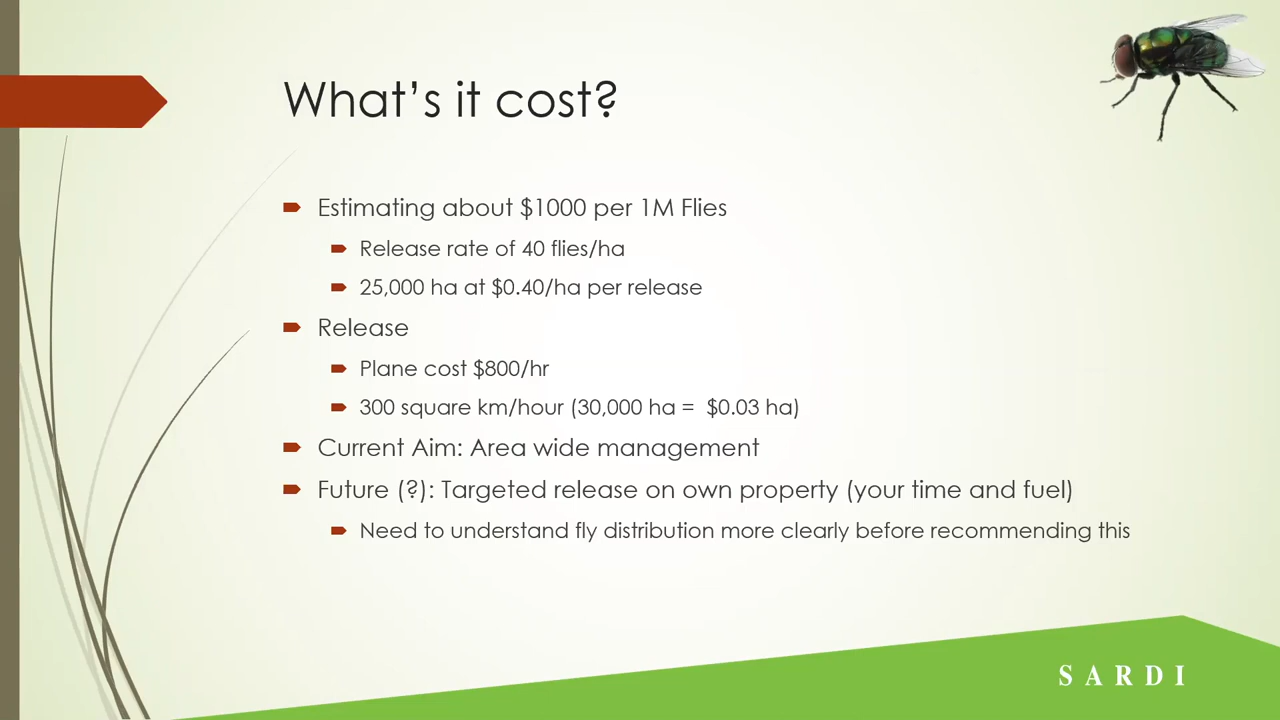 What's it cost?
Estimating about $1000 per 1M Flies
Release rate of 40 flies/ha
25,000 ha at $0.40/ha per release
Release
Plane cost $800/hr
300 square km/hour (30,000 ha =  $0.03 ha)
Current Aim: Area wide management
Future (?): Targeted release on own property (your time and fuel)
Need to understand fly distribution more clearly before recommending this
SARDI